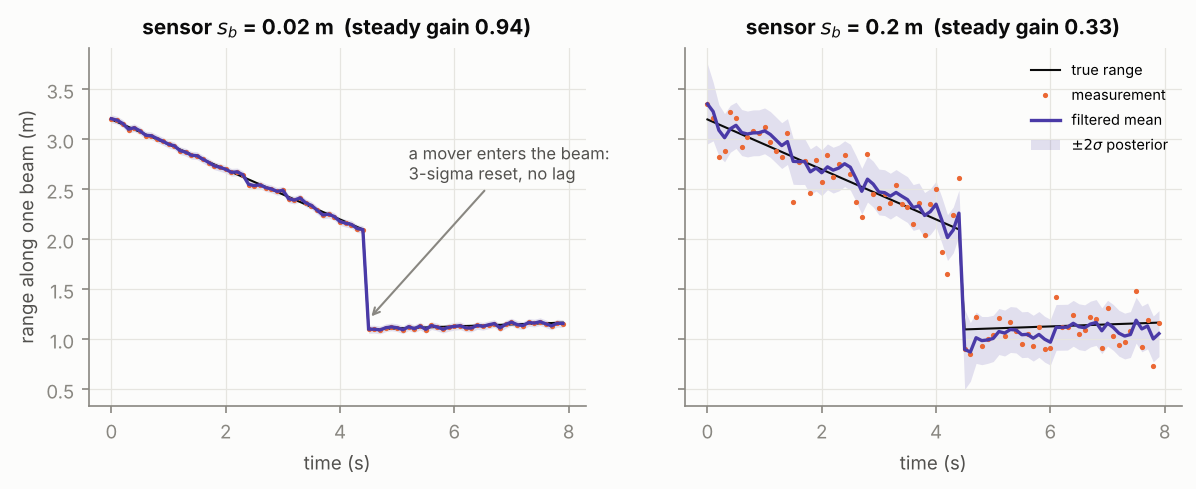 sensor s_b = 0.02 m (steady gain 0.94)
range along one beam (m)
3.5
3.0
2.5
2.0
1.5
1.0
0.5
a mover enters the beam:
3-sigma reset, no lag
0 2 4 6 8
time (s)
sensor s_b = 0.2 m (steady gain 0.33)
true range
measurement
filtered mean
±2σ posterior
0 2 4 6 8
time (s)